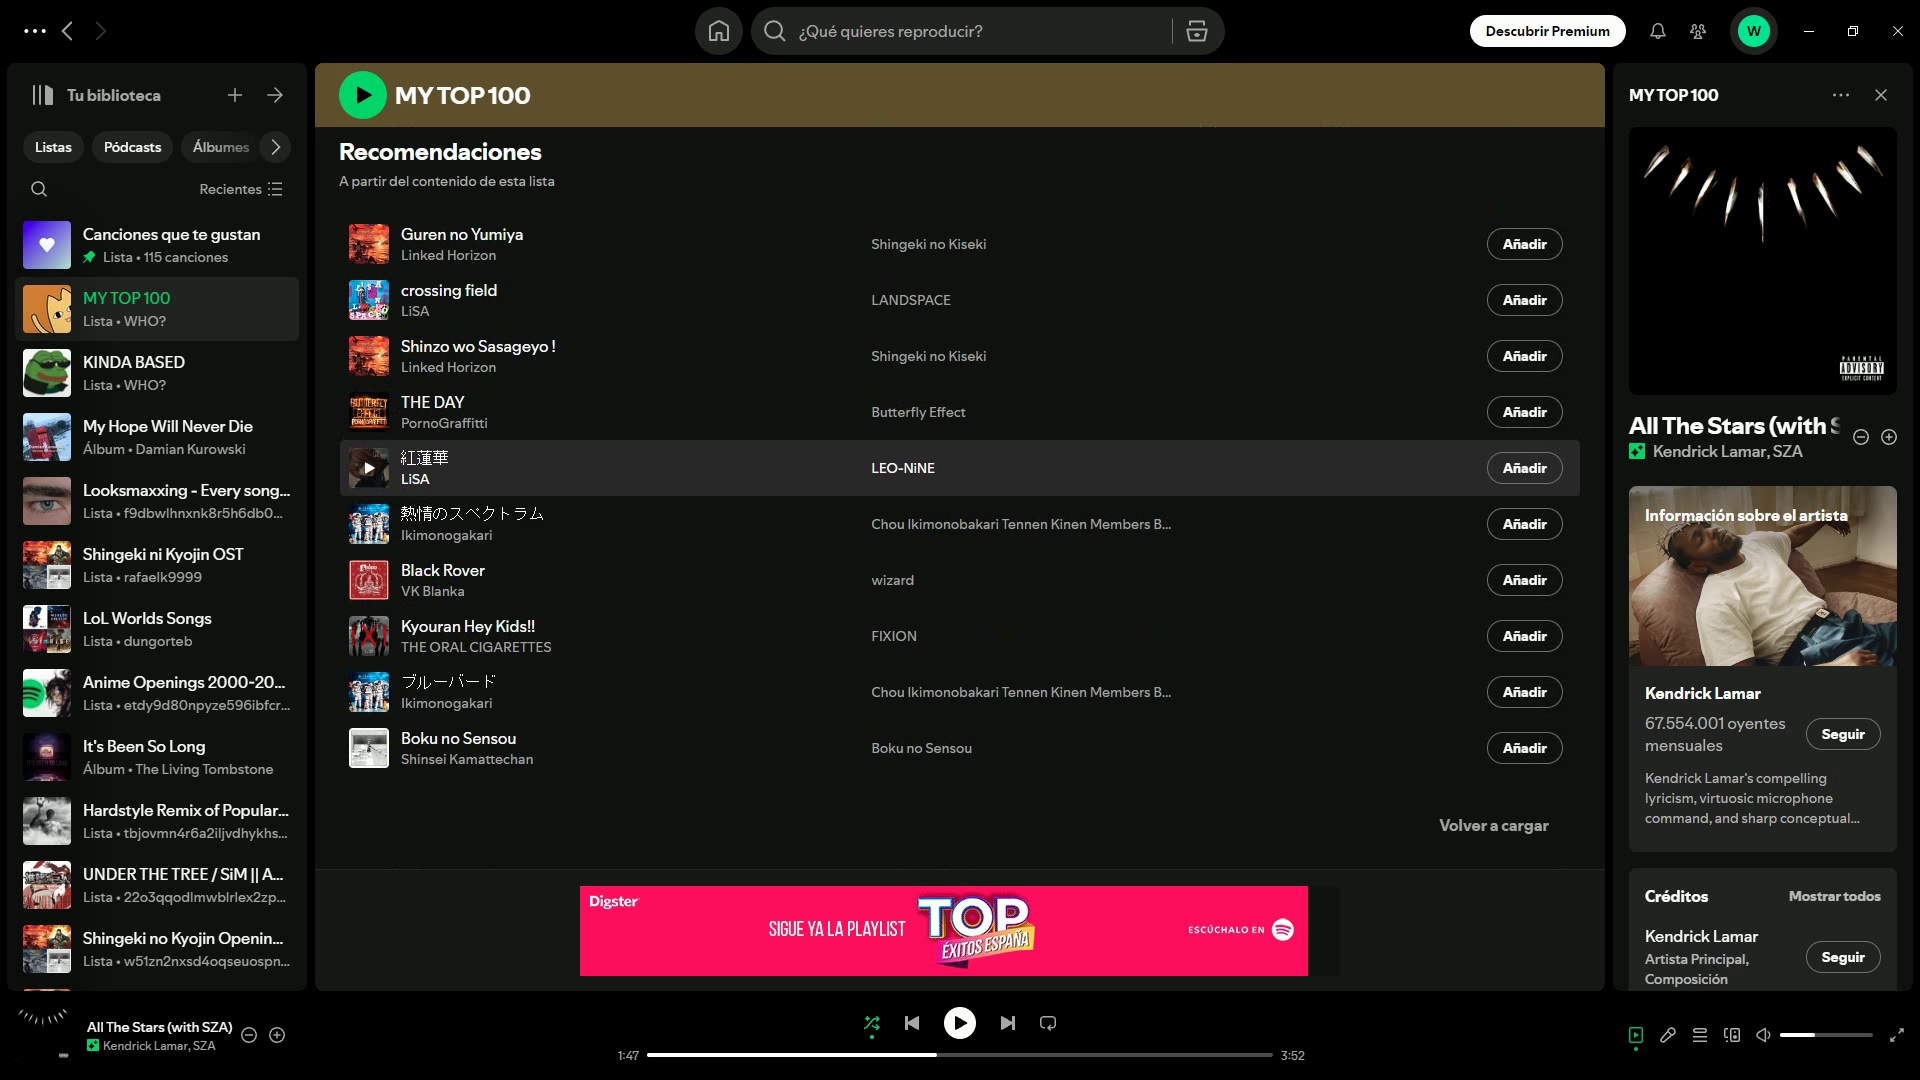 ¿Qué quieres reproducir?
Descubrir Premium
W
Tu biblioteca
Listas
Pódcasts
Álbumes
Recientes
Canciones que te gustan
Lista • 115 canciones
MY TOP 100
Lista • WHO?
KINDA BASED
Lista • WHO?
My Hope Will Never Die
Álbum • Damian Kurowski
Looksmaxxing - Every song...
Lista • f9dbwlhnxnk8r5h6db0...
Shingeki ni Kyojin OST
Lista • rafaelk9999
LoL Worlds Songs
Lista • dungorteb
Anime Openings 2000-20...
Lista • etdy9d80npyze596ibfcr...
It's Been So Long
Álbum • The Living Tombstone
Hardstyle Remix of Popular...
Lista • tbjovmn4r6a2iljvdhykhs...
UNDER THE TREE / SiM || A...
Lista • 22o3qqodlmwblrlex2zp...
Shingeki no Kyojin Openin...
Lista • w51zn2nxsd4oqseuospn...
MY TOP 100
Recomendaciones
A partir del contenido de esta lista
Guren no Yumiya
Linked Horizon
Shingeki no Kiseki
Añadir
crossing field
LiSA
LANDSPACE
Añadir
Shinzo wo Sasageyo !
Linked Horizon
Shingeki no Kiseki
Añadir
THE DAY
PornoGraffitti
Butterfly Effect
Añadir
紅蓮華
LiSA
LEO-NiNE
Añadir
熱情のスペクトラム
Ikimonogakari
Chou Ikimonobakari Tennen Kinen Members B...
Añadir
Black Rover
VK Blanka
wizard
Añadir
Kyouran Hey Kids!!
THE ORAL CIGARETTES
FIXION
Añadir
ブルーバード
Ikimonogakari
Chou Ikimonobakari Tennen Kinen Members B...
Añadir
Boku no Sensou
Shinsei Kamattechan
Boku no Sensou
Añadir
Volver a cargar
Digster
SIGUE YA LA PLAYLIST
TOP
ÉXITOS ESPAÑA
ESCÚCHALO EN
MY TOP 100
PARENTAL
ADVISORY
EXPLICIT CONTENT
All The Stars (with S
Kendrick Lamar, SZA
Información sobre el artista
Kendrick Lamar
67.554.001 oyentes
mensuales
Seguir
Kendrick Lamar's compelling
lyricism, virtuosic microphone
command, and sharp conceptual...
Créditos
Mostrar todos
Kendrick Lamar
Artista Principal,
Composición
Seguir
All The Stars (with SZA)
Kendrick Lamar, SZA
1:47
3:52